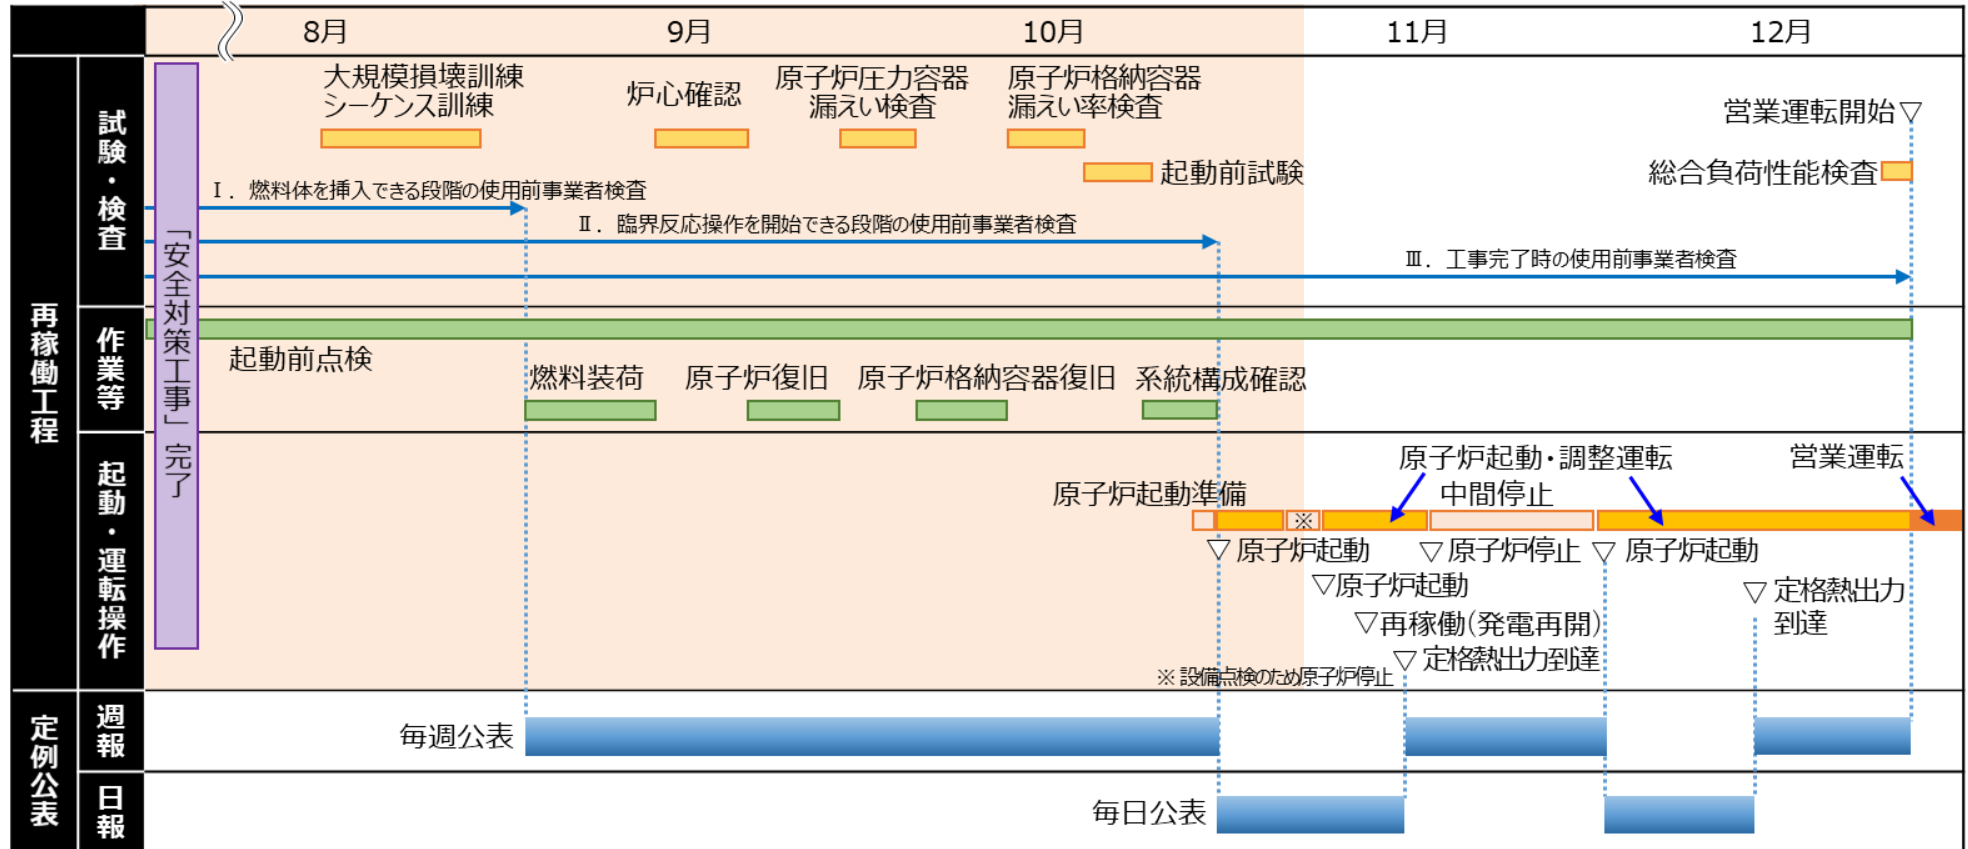 8月
9月
10月
11月
12月
再稼働工程
試験・検査
大規模損壊訓練
シーケンス訓練
炉心確認
原子炉圧力容器
漏えい検査
原子炉格納容器
漏えい率検査
営業運転開始▽
起動前試験
総合負荷性能検査
Ⅰ．燃料体を挿入できる段階の使用前事業者検査
Ⅱ．臨界反応操作を開始できる段階の使用前事業者検査
Ⅲ．工事完了時の使用前事業者検査
「安全対策工事」完了
作業等
起動前点検
燃料装荷
原子炉復旧
原子炉格納容器復旧
系統構成確認
起動・運転操作
原子炉起動・調整運転
営業運転
原子炉起動準備
中間停止
※
▽原子炉起動
▽原子炉停止
▽原子炉起動
▽原子炉起動
▽定格熱出力
到達
▽再稼働(発電再開)
▽定格熱出力到達
※設備点検のため原子炉停止
定例公表
週報
毎週公表
日報
毎日公表